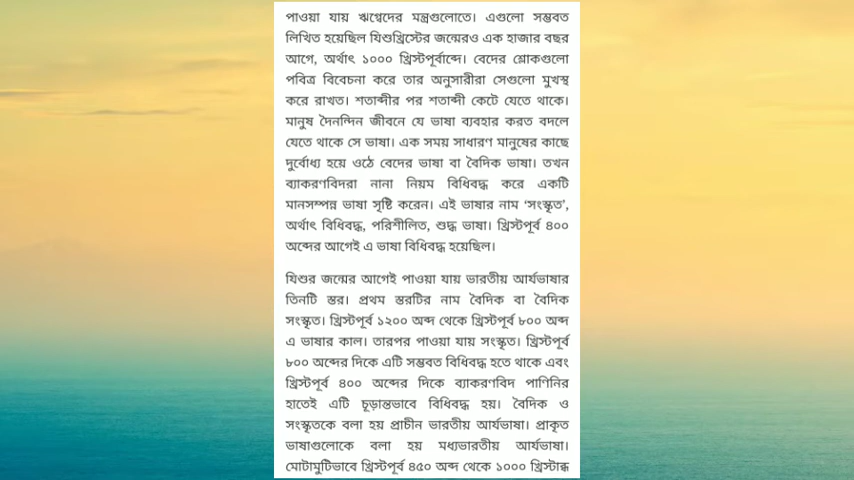 পাওয়া যায় ঋগ্বেদের মন্ত্রগুলোতে। এগুলো সম্ভবত
লিখিত হয়েছিল যিশুখ্রিস্টের জন্মেরও এক হাজার বছর
আগে, অর্থাৎ ১০০০ খ্রিস্টপূর্বাব্দে। বেদের শ্লোকগুলো
পবিত্র বিবেচনা করে তার অনুসারীরা সেগুলো মুখস্থ
করে রাখত। শতাব্দীর পর শতাব্দী কেটে যেতে থাকে।
মানুষ দৈনন্দিন জীবনে যে ভাষা ব্যবহার করত বদলে
যেতে থাকে সে ভাষা। এক সময় সাধারণ মানুষের কাছে
দুর্বোধ্য হয়ে ওঠে বেদের ভাষা বা বৈদিক ভাষা। তখন
ব্যাকরণবিদরা নানা নিয়ম বিধিবদ্ধ করে একটি
মানসম্পন্ন ভাষা সৃষ্টি করেন। এই ভাষার নাম ‘সংস্কৃত’,
অর্থাৎ বিধিবদ্ধ, পরিশীলিত, শুদ্ধ ভাষা। খ্রিস্টপূর্ব ৪০০
অব্দের আগেই এ ভাষা বিধিবদ্ধ হয়েছিল।
যিশুর জন্মের আগেই পাওয়া যায় ভারতীয় আর্যভাষার
তিনটি স্তর। প্রথম স্তরটির নাম বৈদিক বা বৈদিক
সংস্কৃত। খ্রিস্টপূর্ব ১২০০ অব্দ থেকে খ্রিস্টপূর্ব ৮০০ অব্দ
এ ভাষার কাল। তারপর পাওয়া যায় সংস্কৃত। খ্রিস্টপূর্ব
৮০০ অব্দের দিকে এটি সম্ভবত বিধিবদ্ধ হতে থাকে এবং
খ্রিস্টপূর্ব ৪০০ অব্দের দিকে ব্যাকরণবিদ পাণিনির
হাতেই এটি চূড়ান্তভাবে বিধিবদ্ধ হয়। বৈদিক ও
সংস্কৃতকে বলা হয় প্রাচীন ভারতীয় আর্যভাষা। প্রাকৃত
ভাষাগুলোকে বলা হয় মধ্যভারতীয় আর্যভাষা।
মোটামুটিভাবে খ্রিস্টপূর্ব ৪৫০ অব্দ থেকে ১০০০ খ্রিস্টাব্দ